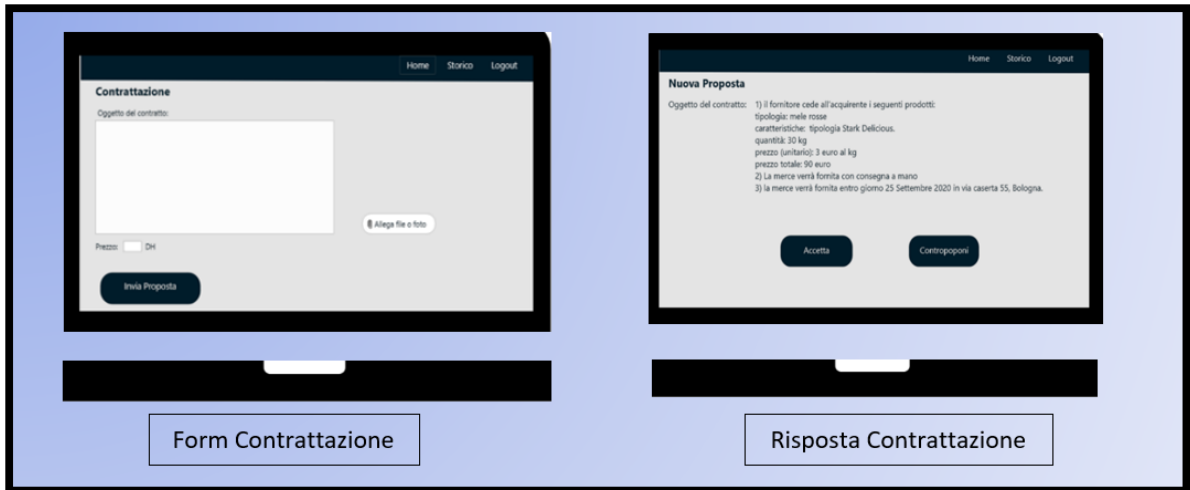 Home Storico Logout
Contrattazione
Oggetto del contratto:
Allega file o foto
Prezzo: DH
Invia Proposta
Form Contrattazione
Home Storico Logout
Nuova Proposta
Oggetto del contratto: 1) il fornitore cede all'acquirente i seguenti prodotti:
tipologia: mele rosse
caratteristiche: tipologia Stark Delicious.
quantità: 30 kg
prezzo (unitario): 3 euro al kg
prezzo totale: 90 euro
2) La merce verrà fornita con consegna a mano
3) la merce verrà fornita entro giorno 25 Settembre 2020 in via caserta 55, Bologna.
Accetta Contropoponi
Risposta Contrattazione